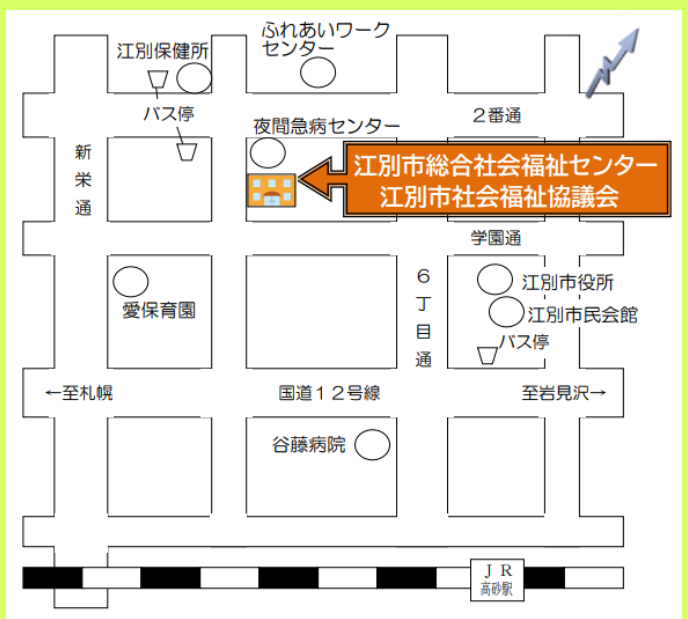 ふれあいワーク
センター
江別保健所
バス停
夜間急病センター
2番通
新栄通
江別市総合社会福祉センター
江別市社会福祉協議会
学園通
6丁目通
江別市役所
愛保育園
江別市民会館
バス停
←至札幌
国道12号線
至岩見沢→
谷藤病院
JR
高砂駅